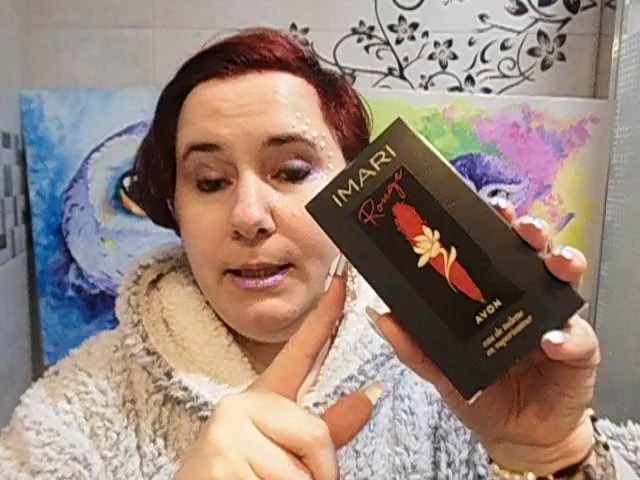 IMARI
Rouge
AVON
eau de toilette
en vaporisateur